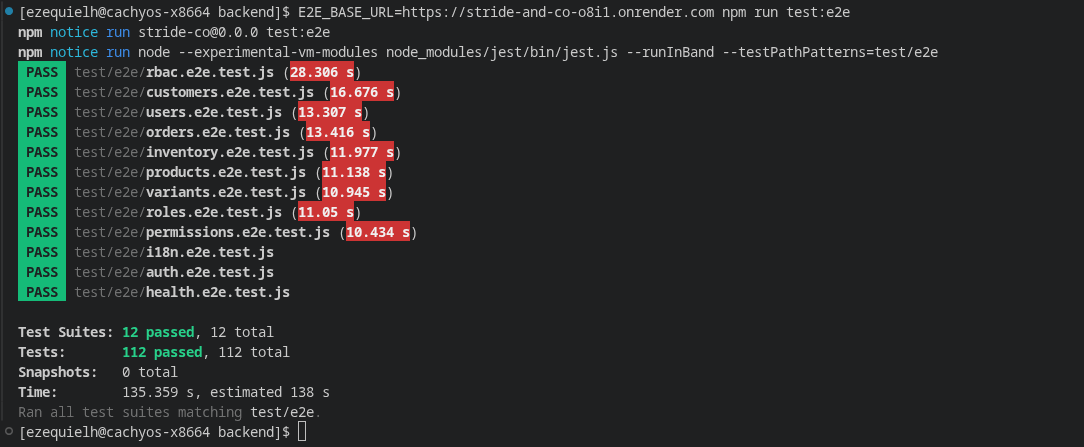 [ezequielh@cachyos-x8664 backend]$ E2E_BASE_URL=https://stride-and-co-o8i1.onrender.com npm run test:e2e
npm notice run stride-co@0.0.0 test:e2e
npm notice run node --experimental-vm-modules node_modules/jest/bin/jest.js --runInBand --testPathPatterns=test/e2e
PASS test/e2e/rbac.e2e.test.js (28.306 s)
PASS test/e2e/customers.e2e.test.js (16.676 s)
PASS test/e2e/users.e2e.test.js (13.307 s)
PASS test/e2e/orders.e2e.test.js (13.416 s)
PASS test/e2e/inventory.e2e.test.js (11.977 s)
PASS test/e2e/products.e2e.test.js (11.138 s)
PASS test/e2e/variants.e2e.test.js (10.945 s)
PASS test/e2e/roles.e2e.test.js (11.05 s)
PASS test/e2e/permissions.e2e.test.js (10.434 s)
PASS test/e2e/i18n.e2e.test.js
PASS test/e2e/auth.e2e.test.js
PASS test/e2e/health.e2e.test.js
Test Suites: 12 passed, 12 total
Tests: 112 passed, 112 total
Snapshots: 0 total
Time: 135.359 s, estimated 138 s
Ran all test suites matching test/e2e.
[ezequielh@cachyos-x8664 backend]$